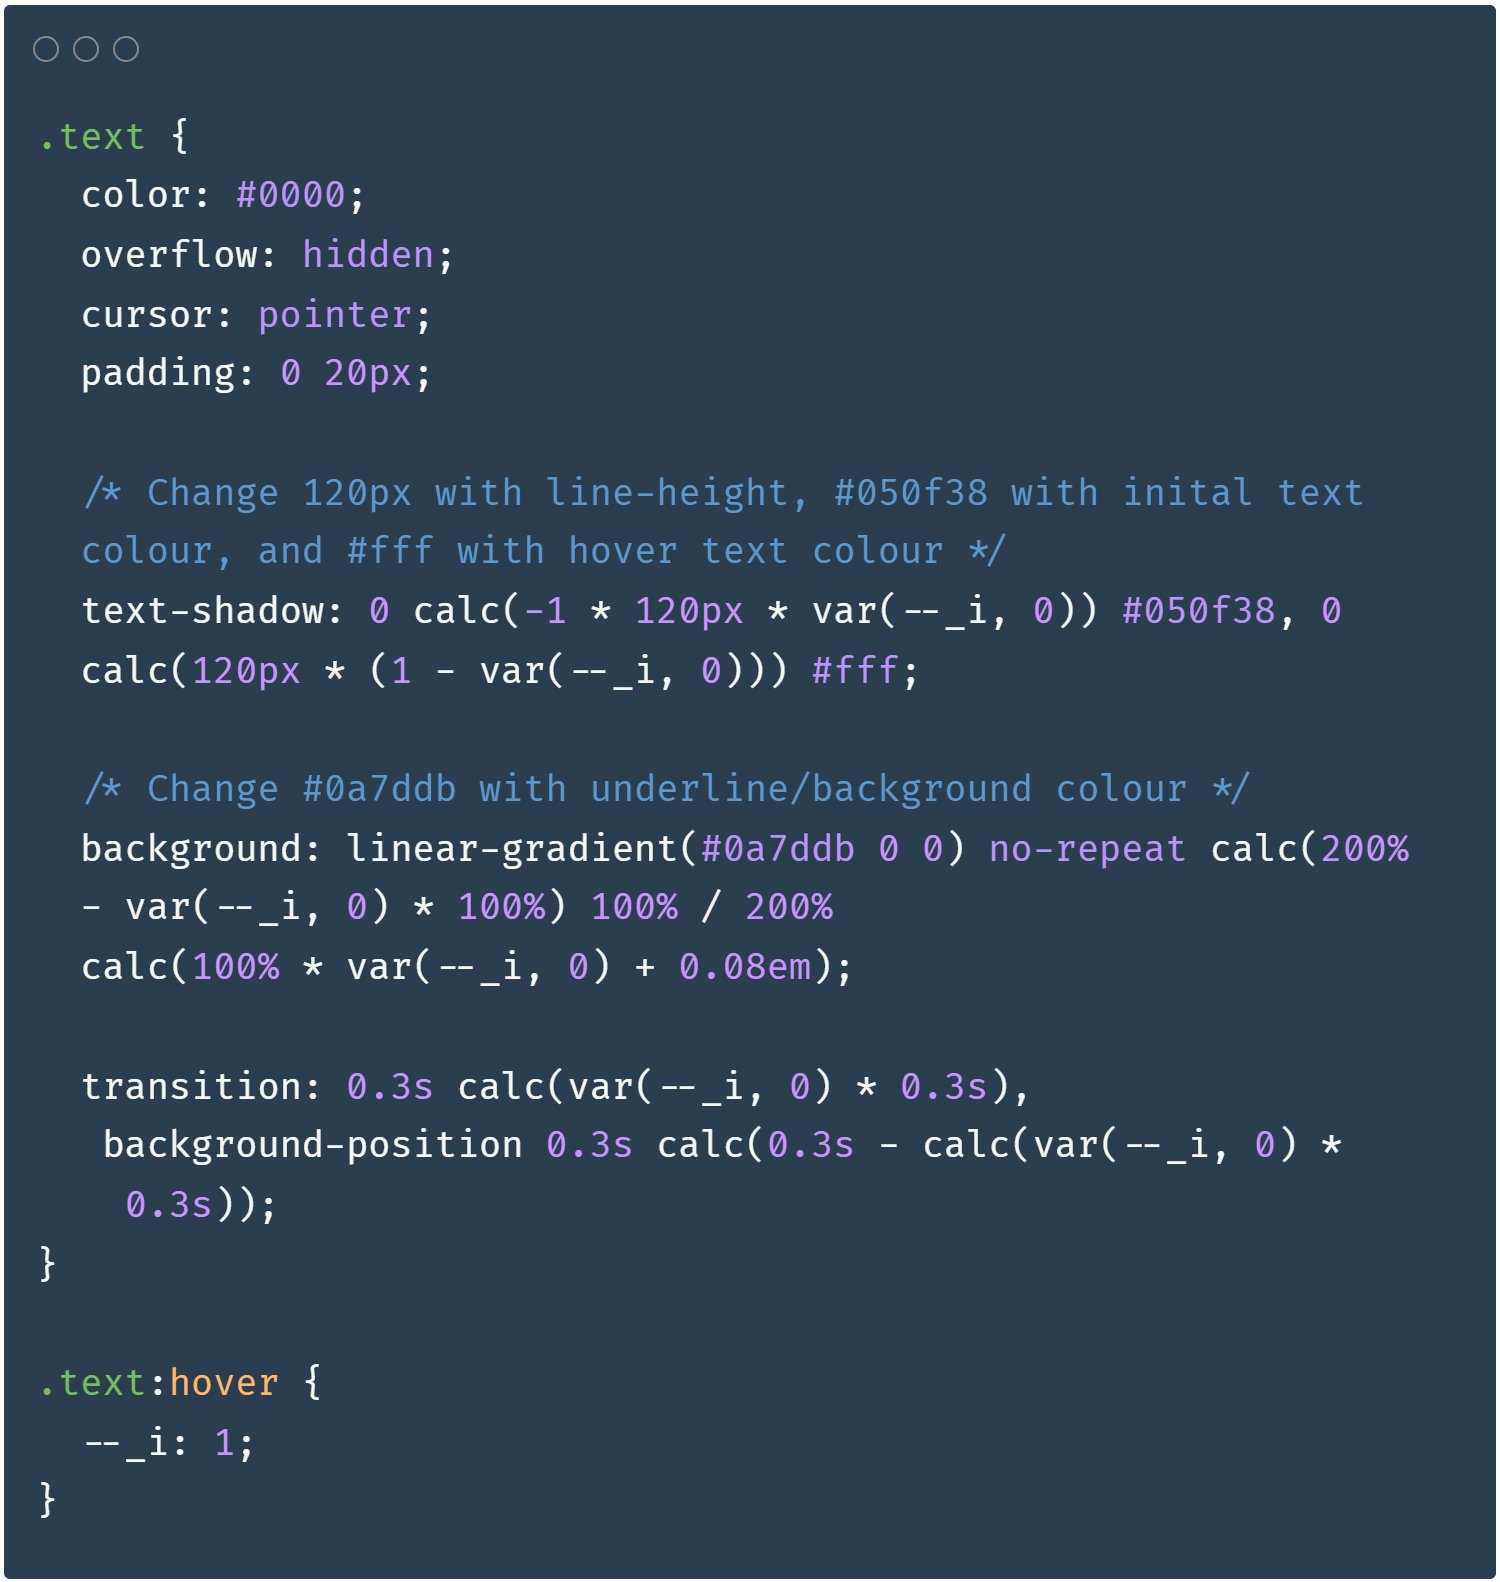 .text {
  color: #0000;
  overflow: hidden;
  cursor: pointer;
  padding: 0 20px;

  /* Change 120px with line-height, #050f38 with inital text
  colour, and #fff with hover text colour */
  text-shadow: 0 calc(-1 * 120px * var(--_i, 0)) #050f38, 0
  calc(120px * (1 - var(--_i, 0))) #fff;

  /* Change #0a7ddb with underline/background colour */
  background: linear-gradient(#0a7ddb 0 0) no-repeat calc(200%
  - var(--_i, 0) * 100%) 100% / 200%
  calc(100% * var(--_i, 0) + 0.08em);

  transition: 0.3s calc(var(--_i, 0) * 0.3s),
   background-position 0.3s calc(0.3s - calc(var(--_i, 0) *
    0.3s));
}

.text:hover {
  --_i: 1;
}